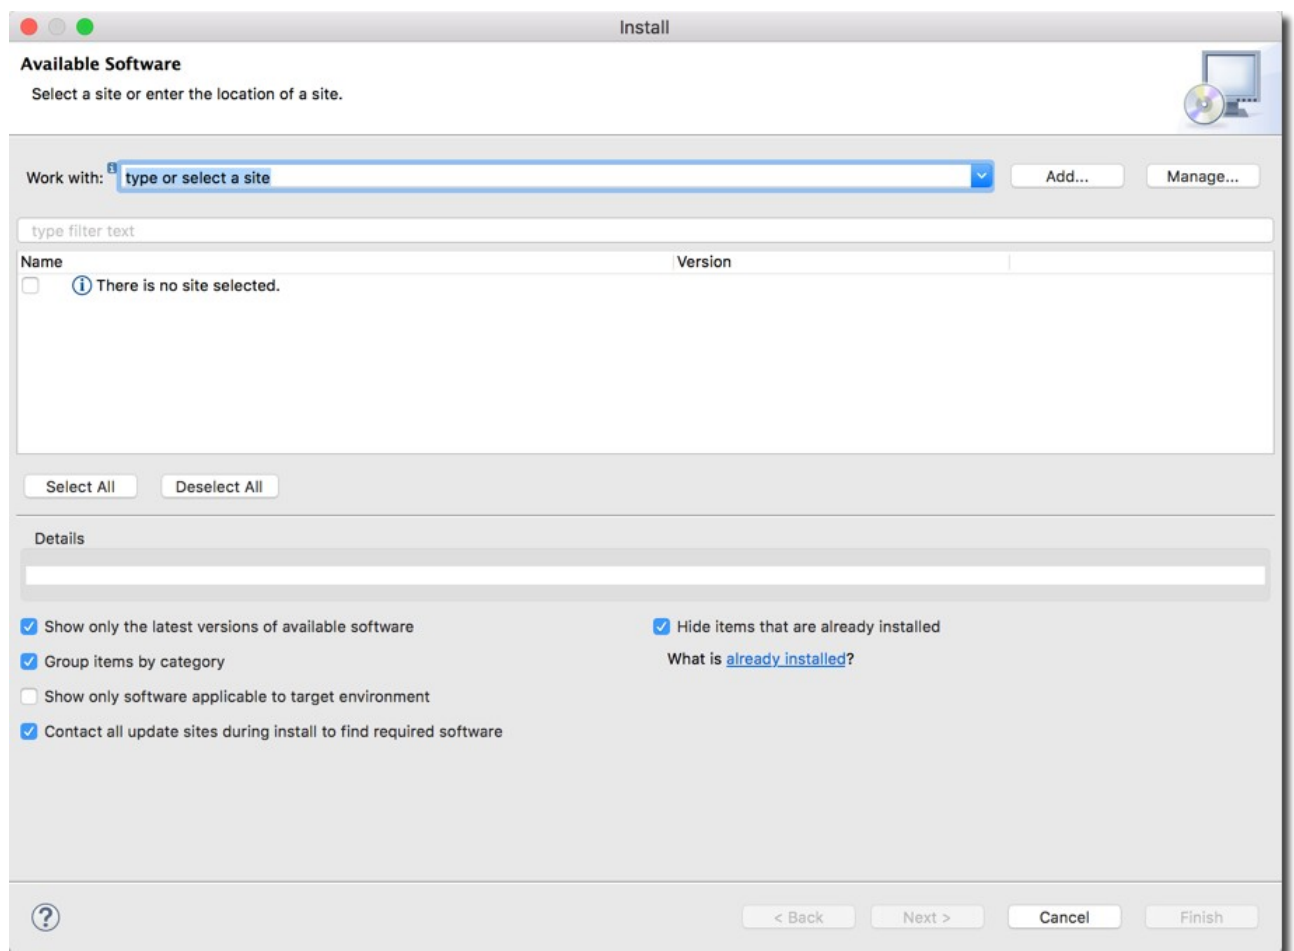 Install
Available Software
Select a site or enter the location of a site.
Work with: type or select a site Add... Manage...
type filter text
Name Version
There is no site selected.
Select All Deselect All
Details
Show only the latest versions of available software Hide items that are already installed
Group items by category What is already installed?
Show only software applicable to target environment
Contact all update sites during install to find required software
? < Back Next > Cancel Finish